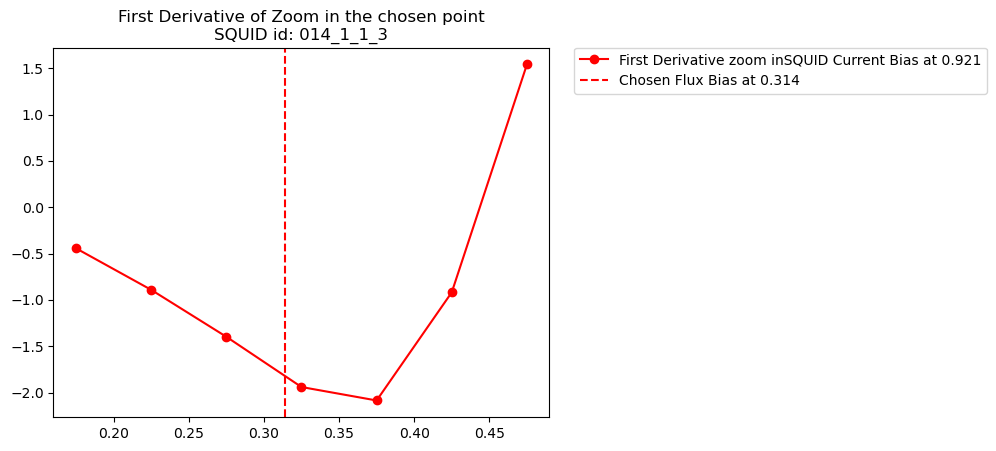 First Derivative of Zoom in the chosen point
SQUID id: 014_1_1_3
First Derivative zoom inSQUID Current Bias at 0.921
Chosen Flux Bias at 0.314
1.5
1.0
0.5
0.0
−0.5
−1.0
−1.5
−2.0
0.20 0.25 0.30 0.35 0.40 0.45